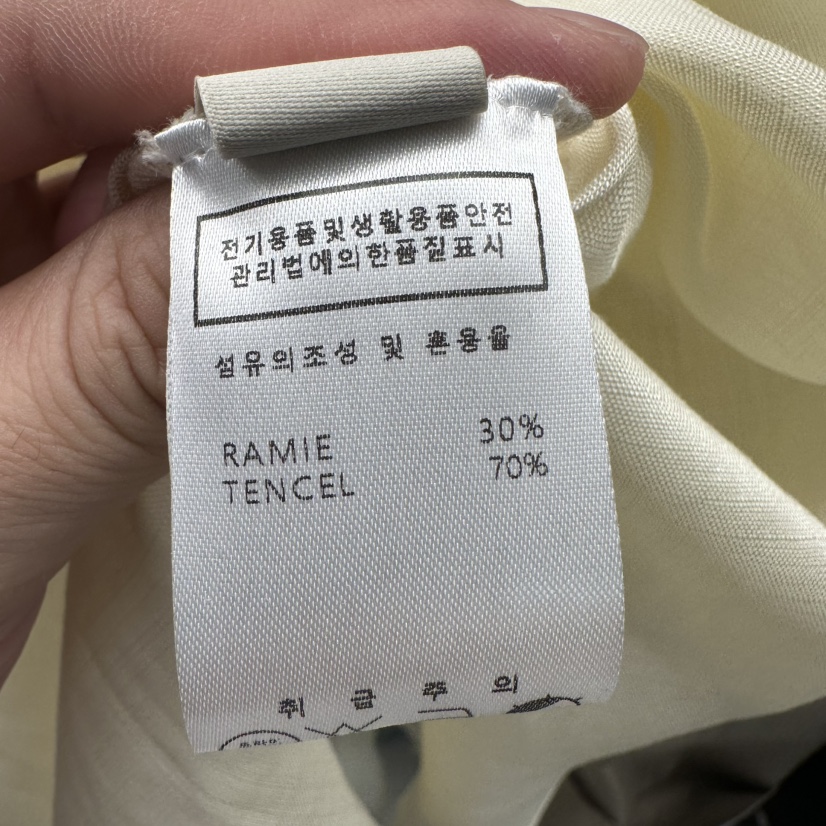 전기용품및생활용품안전
관리법에의한품질표시
섬유의조성 및 혼용율
RAMIE 30%
TENCEL 70%
취급주의